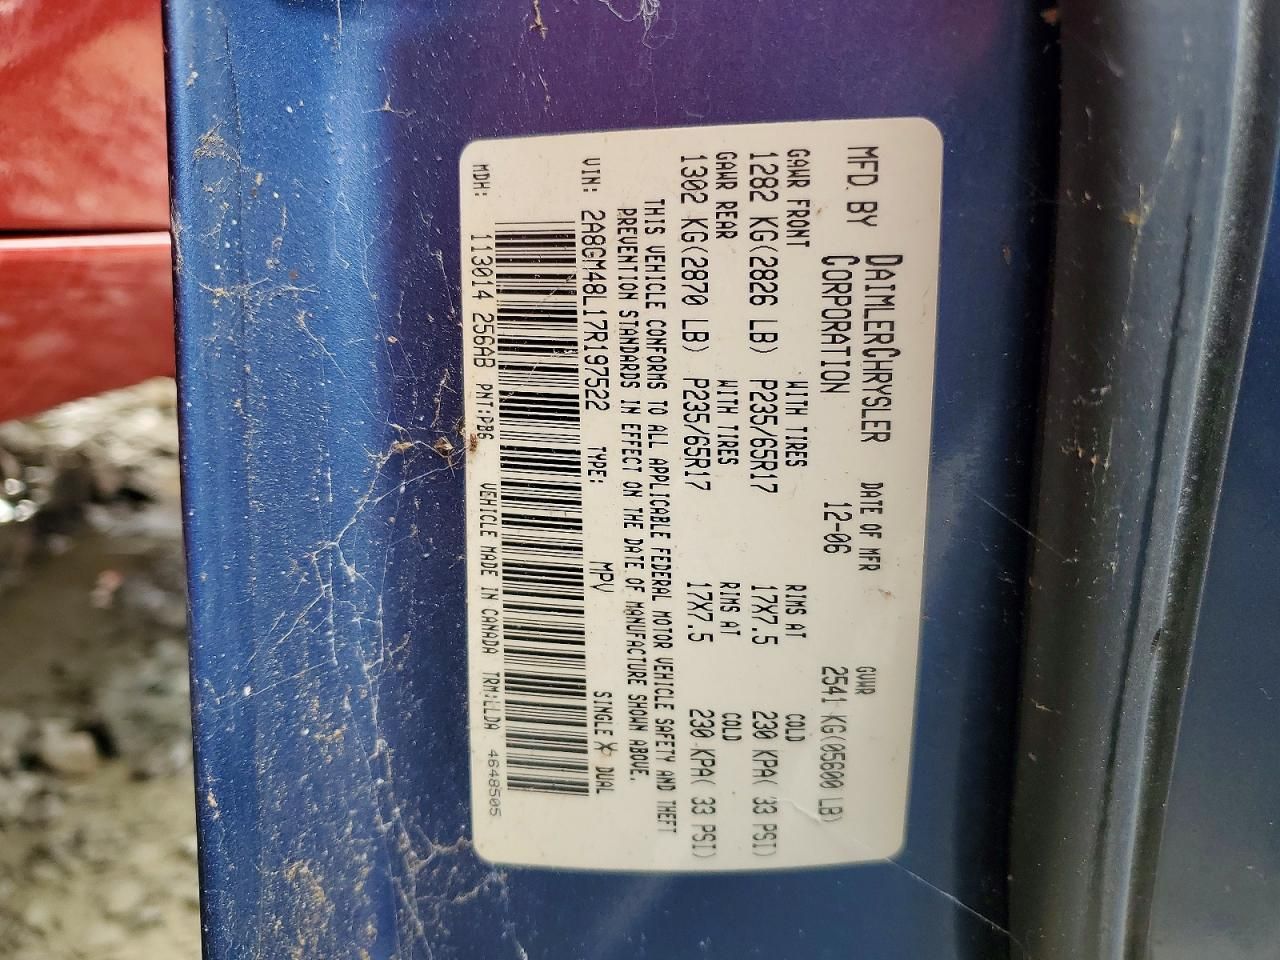 MFD. BY DAIMLERCHRYSLER CORPORATION DATE OF MFR 12-06 GVWR 2541 KG(05600 LB)
GAWR FRONT WITH TIRES RIMS AT COLD
1282 KG(2826 LB) P235/65R17 17X7.5 230 KPA( 33 PSI)
GAWR REAR WITH TIRES RIMS AT COLD
1302 KG(2870 LB) P235/65R17 17X7.5 230 KPA( 33 PSI)
THIS VEHICLE CONFORMS TO ALL APPLICABLE FEDERAL MOTOR VEHICLE SAFETY AND THEFT
PREVENTION STANDARDS IN EFFECT ON THE DATE OF MANUFACTURE SHOWN ABOVE.
VIN: 2A8GM48L17R197522 TYPE: MPV SINGLE X DUAL
MDH: 113014 256AB PNT:PB6 VEHICLE MADE IN CANADA TRM:LLDA 4648505